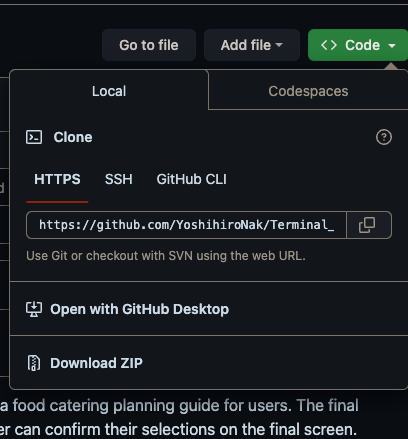 Go to file
Add file
Code
Local
Codespaces
Clone
HTTPS
SSH
GitHub CLI
https://github.com/YoshihiroNak/Terminal_
Use Git or checkout with SVN using the web URL.
Open with GitHub Desktop
Download ZIP
a food catering planning guide for users. The final
er can confirm their selections on the final screen.